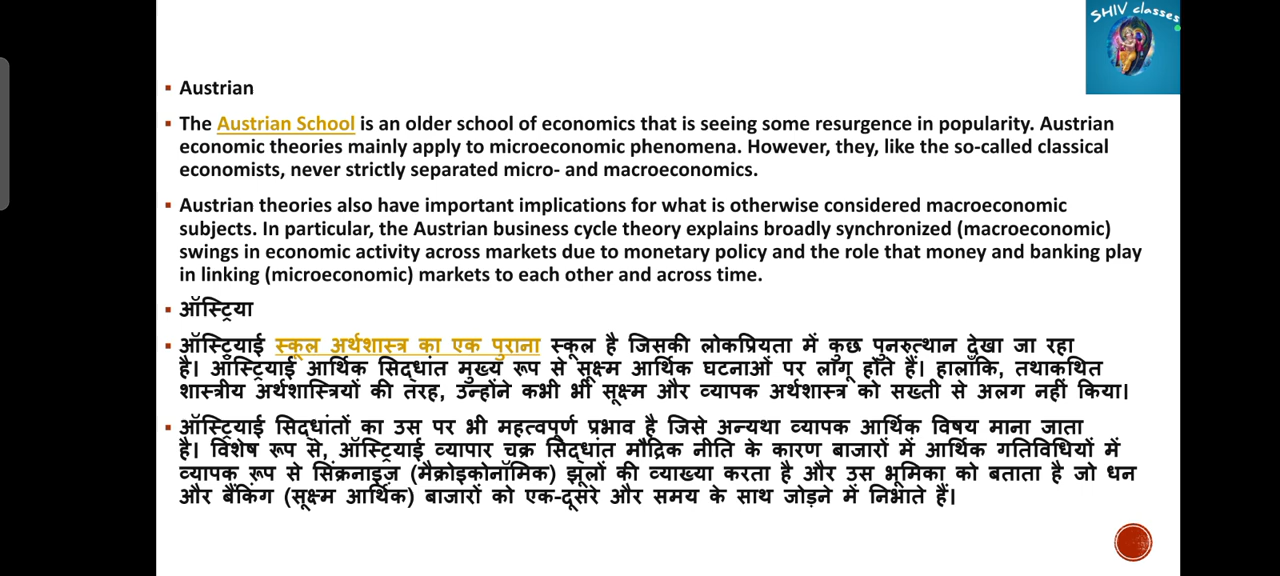 SHIV classes
Austrian
The Austrian School is an older school of economics that is seeing some resurgence in popularity. Austrian
economic theories mainly apply to microeconomic phenomena. However, they, like the so-called classical
economists, never strictly separated micro- and macroeconomics.
Austrian theories also have important implications for what is otherwise considered macroeconomic
subjects. In particular, the Austrian business cycle theory explains broadly synchronized (macroeconomic)
swings in economic activity across markets due to monetary policy and the role that money and banking play
in linking (microeconomic) markets to each other and across time.
ऑस्ट्रिया
ऑस्ट्रियाई स्कूल अर्थशास्त्र का एक पुराना स्कूल है जिसकी लोकप्रियता में कुछ पुनरुत्थान देखा जा रहा
है। ऑस्ट्रियाई आर्थिक सिद्धांत मुख्य रूप से सूक्ष्म आर्थिक घटनाओं पर लागू होते हैं। हालाँकि, तथाकथित
शास्त्रीय अर्थशास्त्रियों की तरह, उन्होंने कभी भी सूक्ष्म और व्यापक अर्थशास्त्र को सख्ती से अलग नहीं किया।
ऑस्ट्रियाई सिद्धांतों का उस पर भी महत्वपूर्ण प्रभाव है जिसे अन्यथा व्यापक आर्थिक विषय माना जाता
है। विशेष रूप से, ऑस्ट्रियाई व्यापार चक्र सिद्धांत मौद्रिक नीति के कारण बाजारों में आर्थिक गतिविधियों में
व्यापक रूप से सिंक्रनाइज़ (मैक्रोइकोनॉमिक) झूलों की व्याख्या करता है और उस भूमिका को बताता है जो धन
और बैंकिंग (सूक्ष्म आर्थिक) बाजारों को एक-दूसरे और समय के साथ जोड़ने में निभाते हैं।